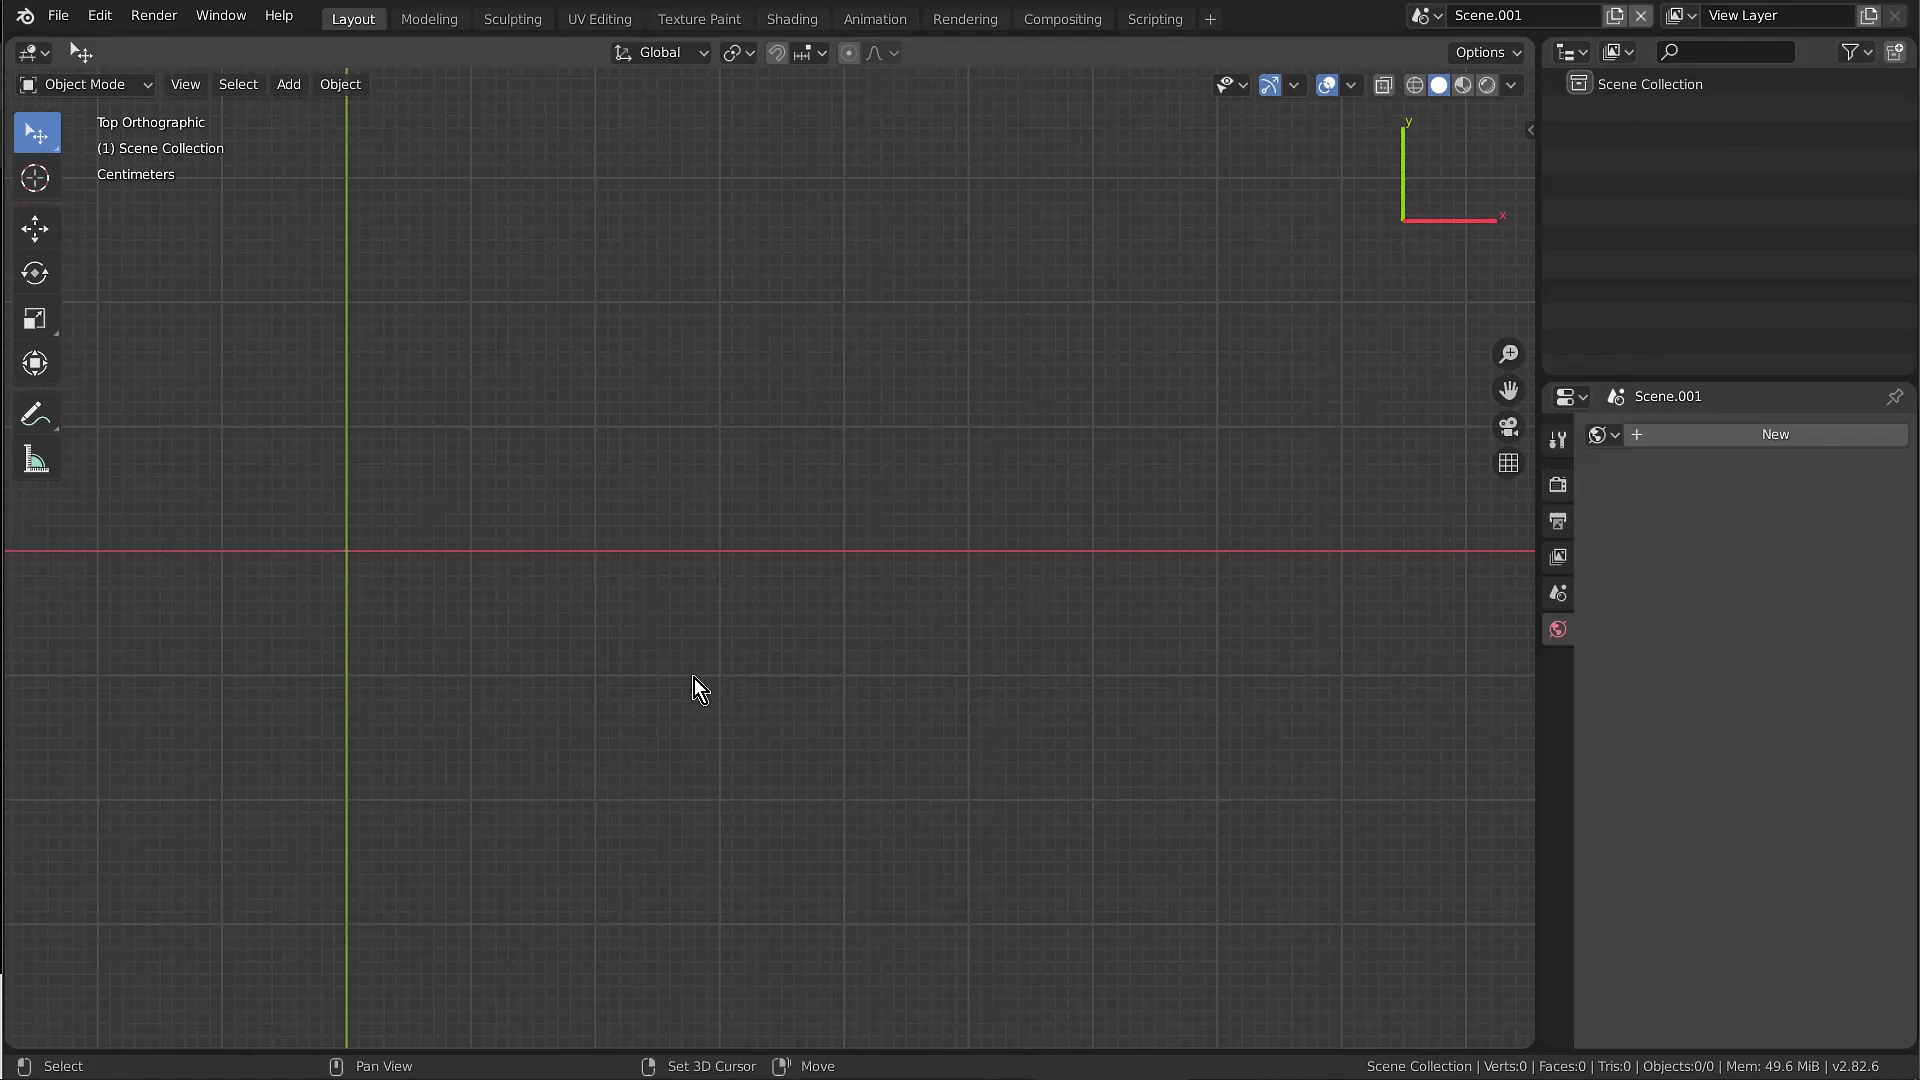 File Edit Render Window Help Layout Modeling Sculpting UV Editing Texture Paint Shading Animation Rendering Compositing Scripting + Scene.001 View Layer
Global Options
Object Mode View Select Add Object Scene Collection
Top Orthographic
(1) Scene Collection
Centimeters
y
x
Scene.001
+ New
Select Pan View Set 3D Cursor Move Scene Collection | Verts:0 | Faces:0 | Tris:0 | Objects:0/0 | Mem: 49.6 MiB | v2.82.6